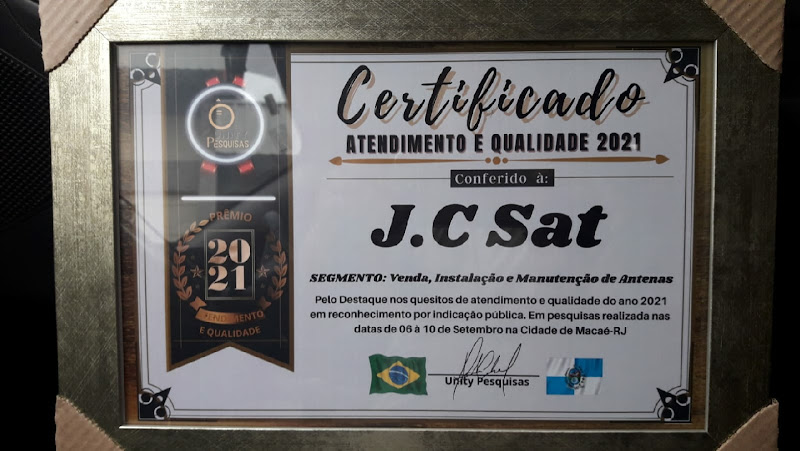 Certificado
ATENDIMENTO E QUALIDADE 2021
Conferido à:
J.C Sat
SEGMENTO: Venda, Instalação e Manutenção de Antenas
Pelo Destaque nos quesitos de atendimento e qualidade do ano 2021
em reconhecimento por indicação pública. Em pesquisas realizada nas
datas de 06 à 10 de Setembro na Cidade de Macaé-RJ
Unity Pesquisas
PESQUISAS
PRÊMIO
20
21
ATENDIMENTO
E QUALIDADE